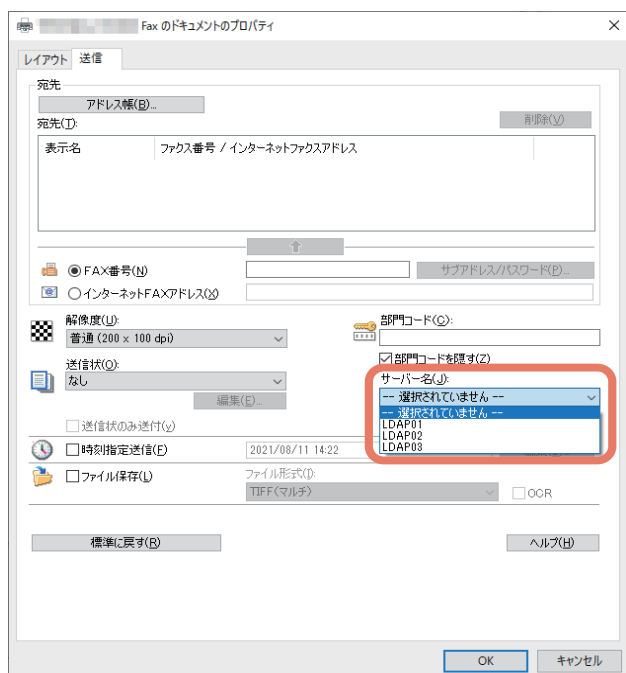 Fax のドキュメントのプロパティ
レイアウト 送信
宛先
アドレス帳(B)...
宛先(T):
削除(V)
表示名 ファクス番号 / インターネットファクスアドレス
FAX番号(N)
サブアドレス/パスワード(P)...
インターネットFAXアドレス(X)
解像度(U):
普通 (200 x 100 dpi)
送信状(O):
なし
編集(E)...
送信状のみ送付(y)
部門コード(C):
部門コードを隠す(Z)
サーバー名(J):
-- 選択されていません --
-- 選択されていません --
LDAP01
LDAP02
LDAP03
時刻指定送信(F) 2021/08/11 14:22
ファイル保存(L)
ファイル形式(I):
TIFF(マルチ)
OCR
標準に戻す(R)
ヘルプ(H)
OK
キャンセル